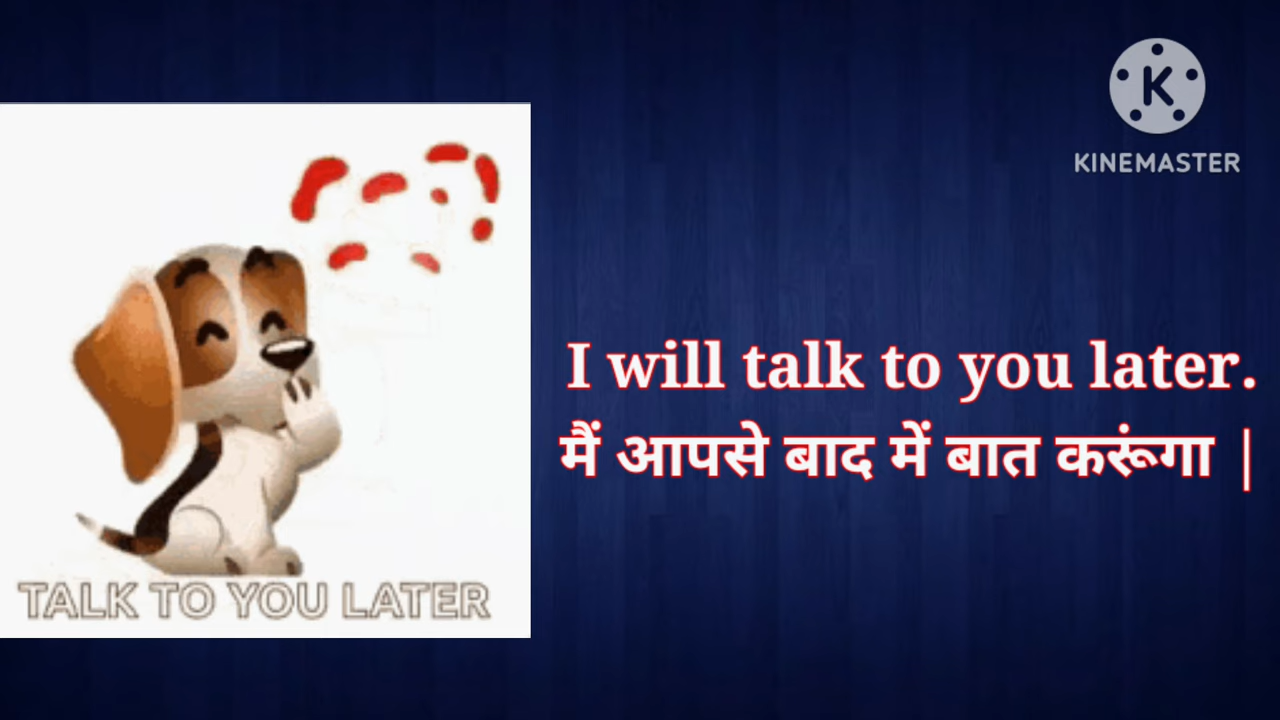 K
KINEMASTER
I will talk to you later.
मैं आपसे बाद में बात करूंगा |
TALK TO YOU LATER